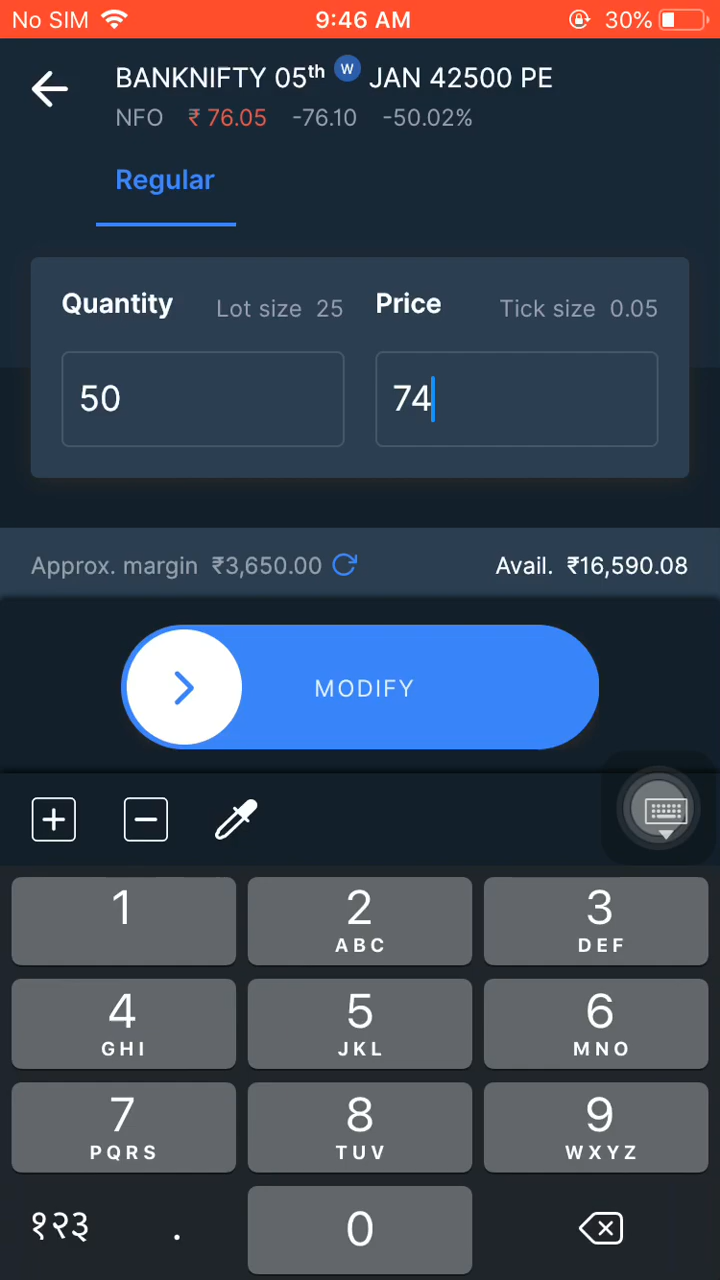 No SIM 9:46 AM 30%
BANKNIFTY 05th W JAN 42500 PE
NFO ₹ 76.05 -76.10 -50.02%
Regular
Quantity Lot size 25 Price Tick size 0.05
50 74
Approx. margin ₹3,650.00 Avail. ₹16,590.08
MODIFY
1 2 3
ABC DEF
4 5 6
GHI JKL MNO
7 8 9
PQRS TUV WXYZ
१२३ . 0